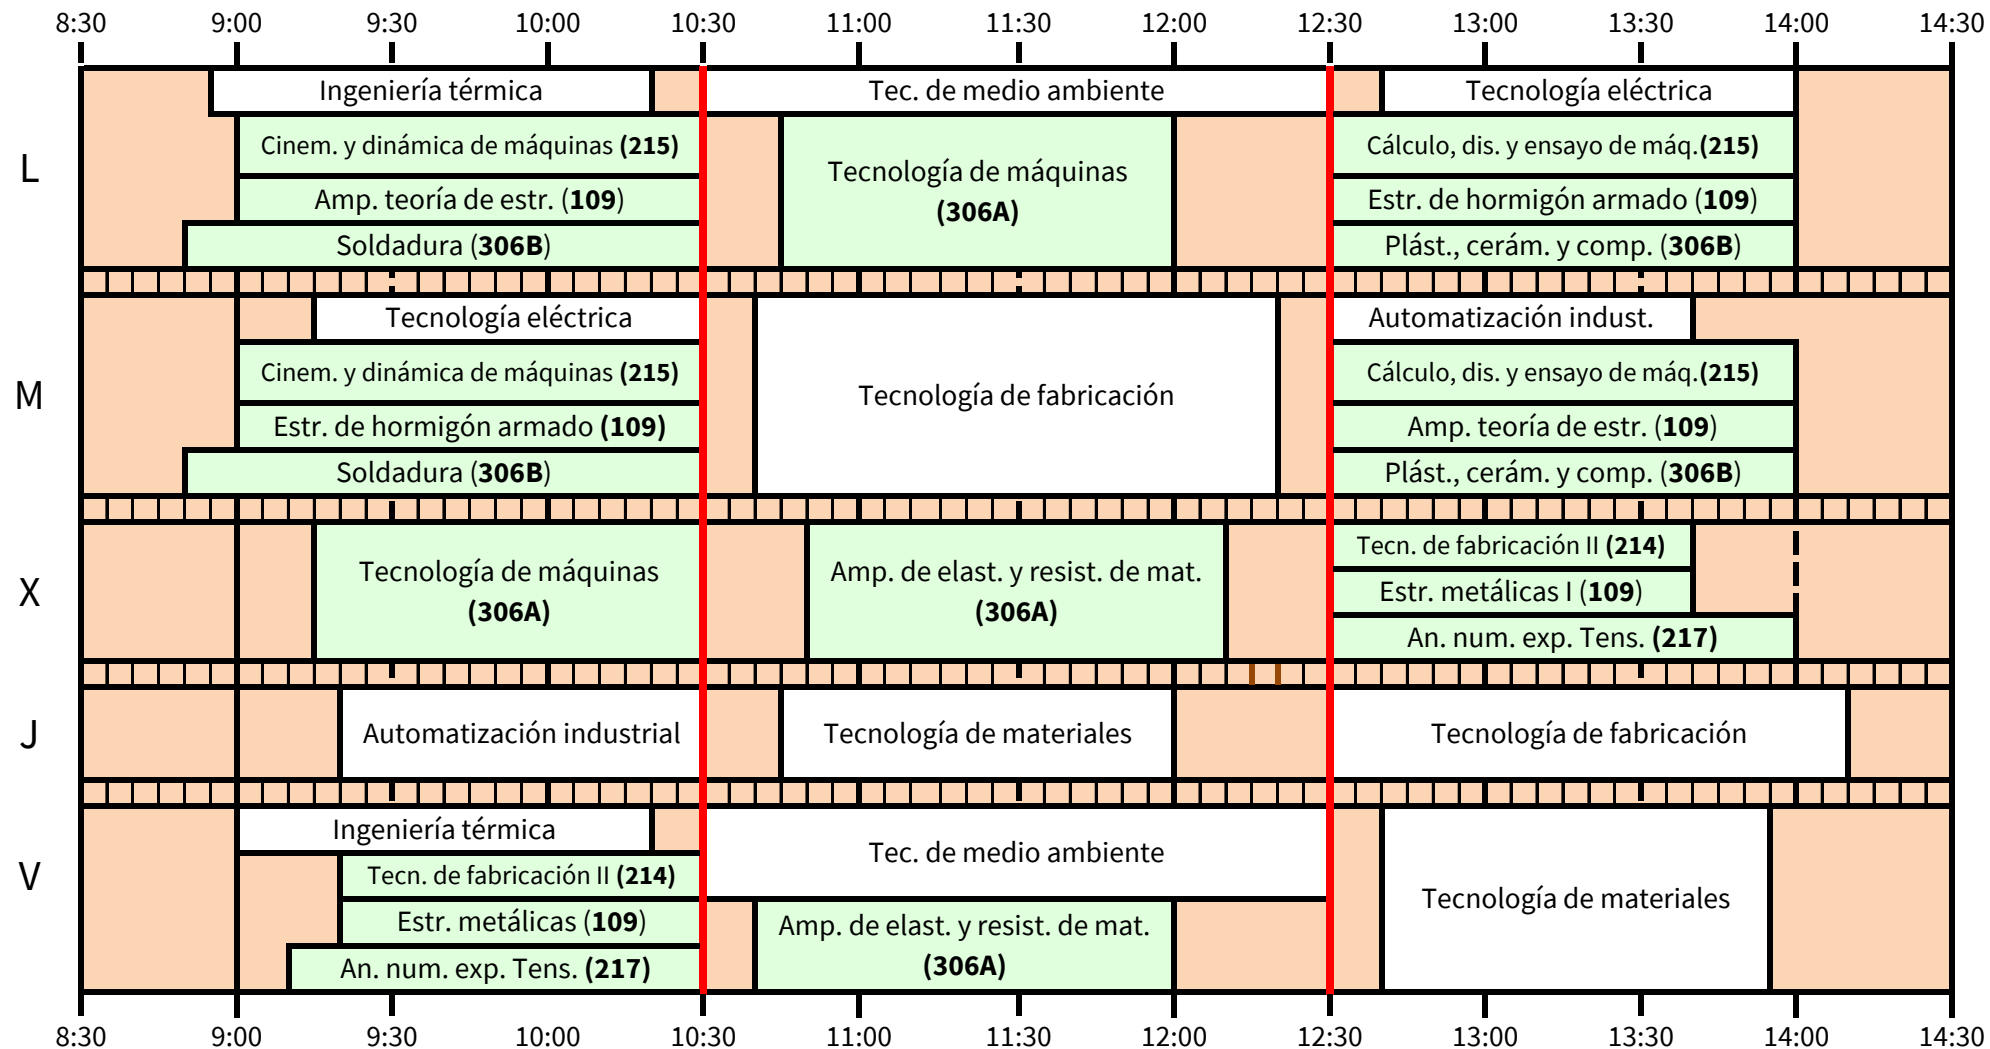 8:30 9:00 9:30 10:00 10:30 11:00 11:30 12:00 12:30 13:00 13:30 14:00 14:30
L
Ingeniería térmica
Tec. de medio ambiente
Tecnología eléctrica
Cinem. y dinámica de máquinas (215)
Tecnología de máquinas
(306A)
Cálculo, dis. y ensayo de máq.(215)
Amp. teoría de estr. (109)
Estr. de hormigón armado (109)
Soldadura (306B)
Plást., cerám. y comp. (306B)
M
Tecnología eléctrica
Tecnología de fabricación
Automatización indust.
Cinem. y dinámica de máquinas (215)
Cálculo, dis. y ensayo de máq.(215)
Estr. de hormigón armado (109)
Amp. teoría de estr. (109)
Soldadura (306B)
Plást., cerám. y comp. (306B)
X
Tecnología de máquinas
(306A)
Amp. de elast. y resist. de mat.
(306A)
Tecn. de fabricación II (214)
Estr. metálicas I (109)
An. num. exp. Tens. (217)
J
Automatización industrial
Tecnología de materiales
Tecnología de fabricación
V
Ingeniería térmica
Tec. de medio ambiente
Tecnología de materiales
Tecn. de fabricación II (214)
Estr. metálicas (109)
Amp. de elast. y resist. de mat.
(306A)
An. num. exp. Tens. (217)
8:30 9:00 9:30 10:00 10:30 11:00 11:30 12:00 12:30 13:00 13:30 14:00 14:30